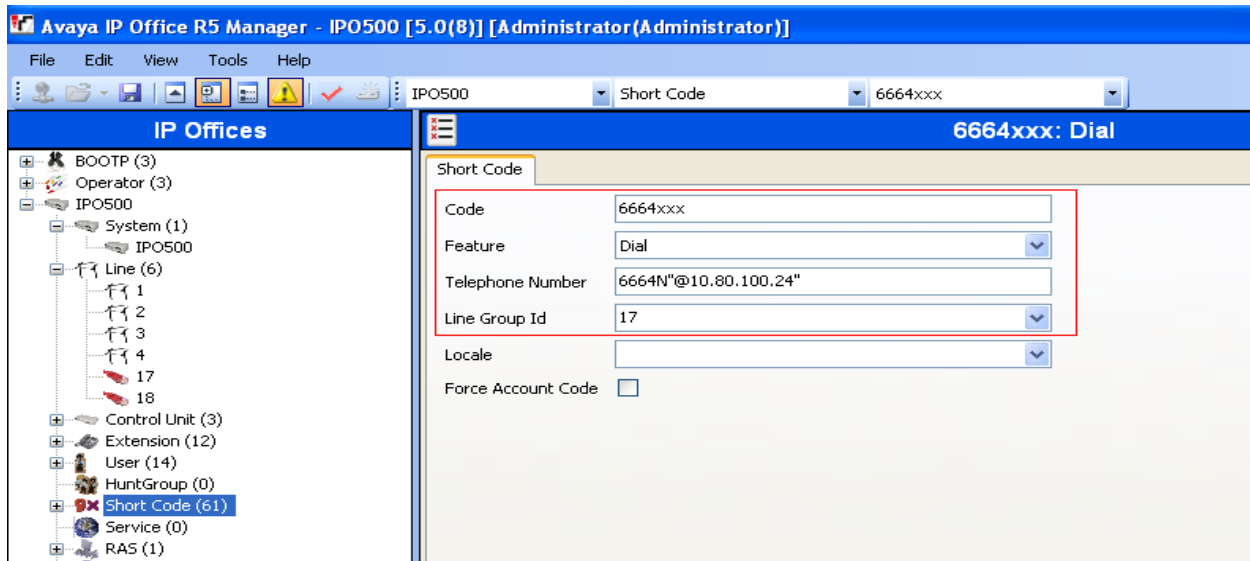 Avaya IP Office R5 Manager - IPO500 [5.0(8)] [Administrator(Administrator)]
File Edit View Tools Help
IPO500 Short Code 6664xxx
IP Offices
BOOTP (3)
Operator (3)
IPO500
System (1)
IPO500
Line (6)
1
2
3
4
17
18
Control Unit (3)
Extension (12)
User (14)
HuntGroup (0)
Short Code (61)
Service (0)
RAS (1)
6664xxx: Dial
Short Code
Code 6664xxx
Feature Dial
Telephone Number 6664N"@10.80.100.24"
Line Group Id 17
Locale
Force Account Code